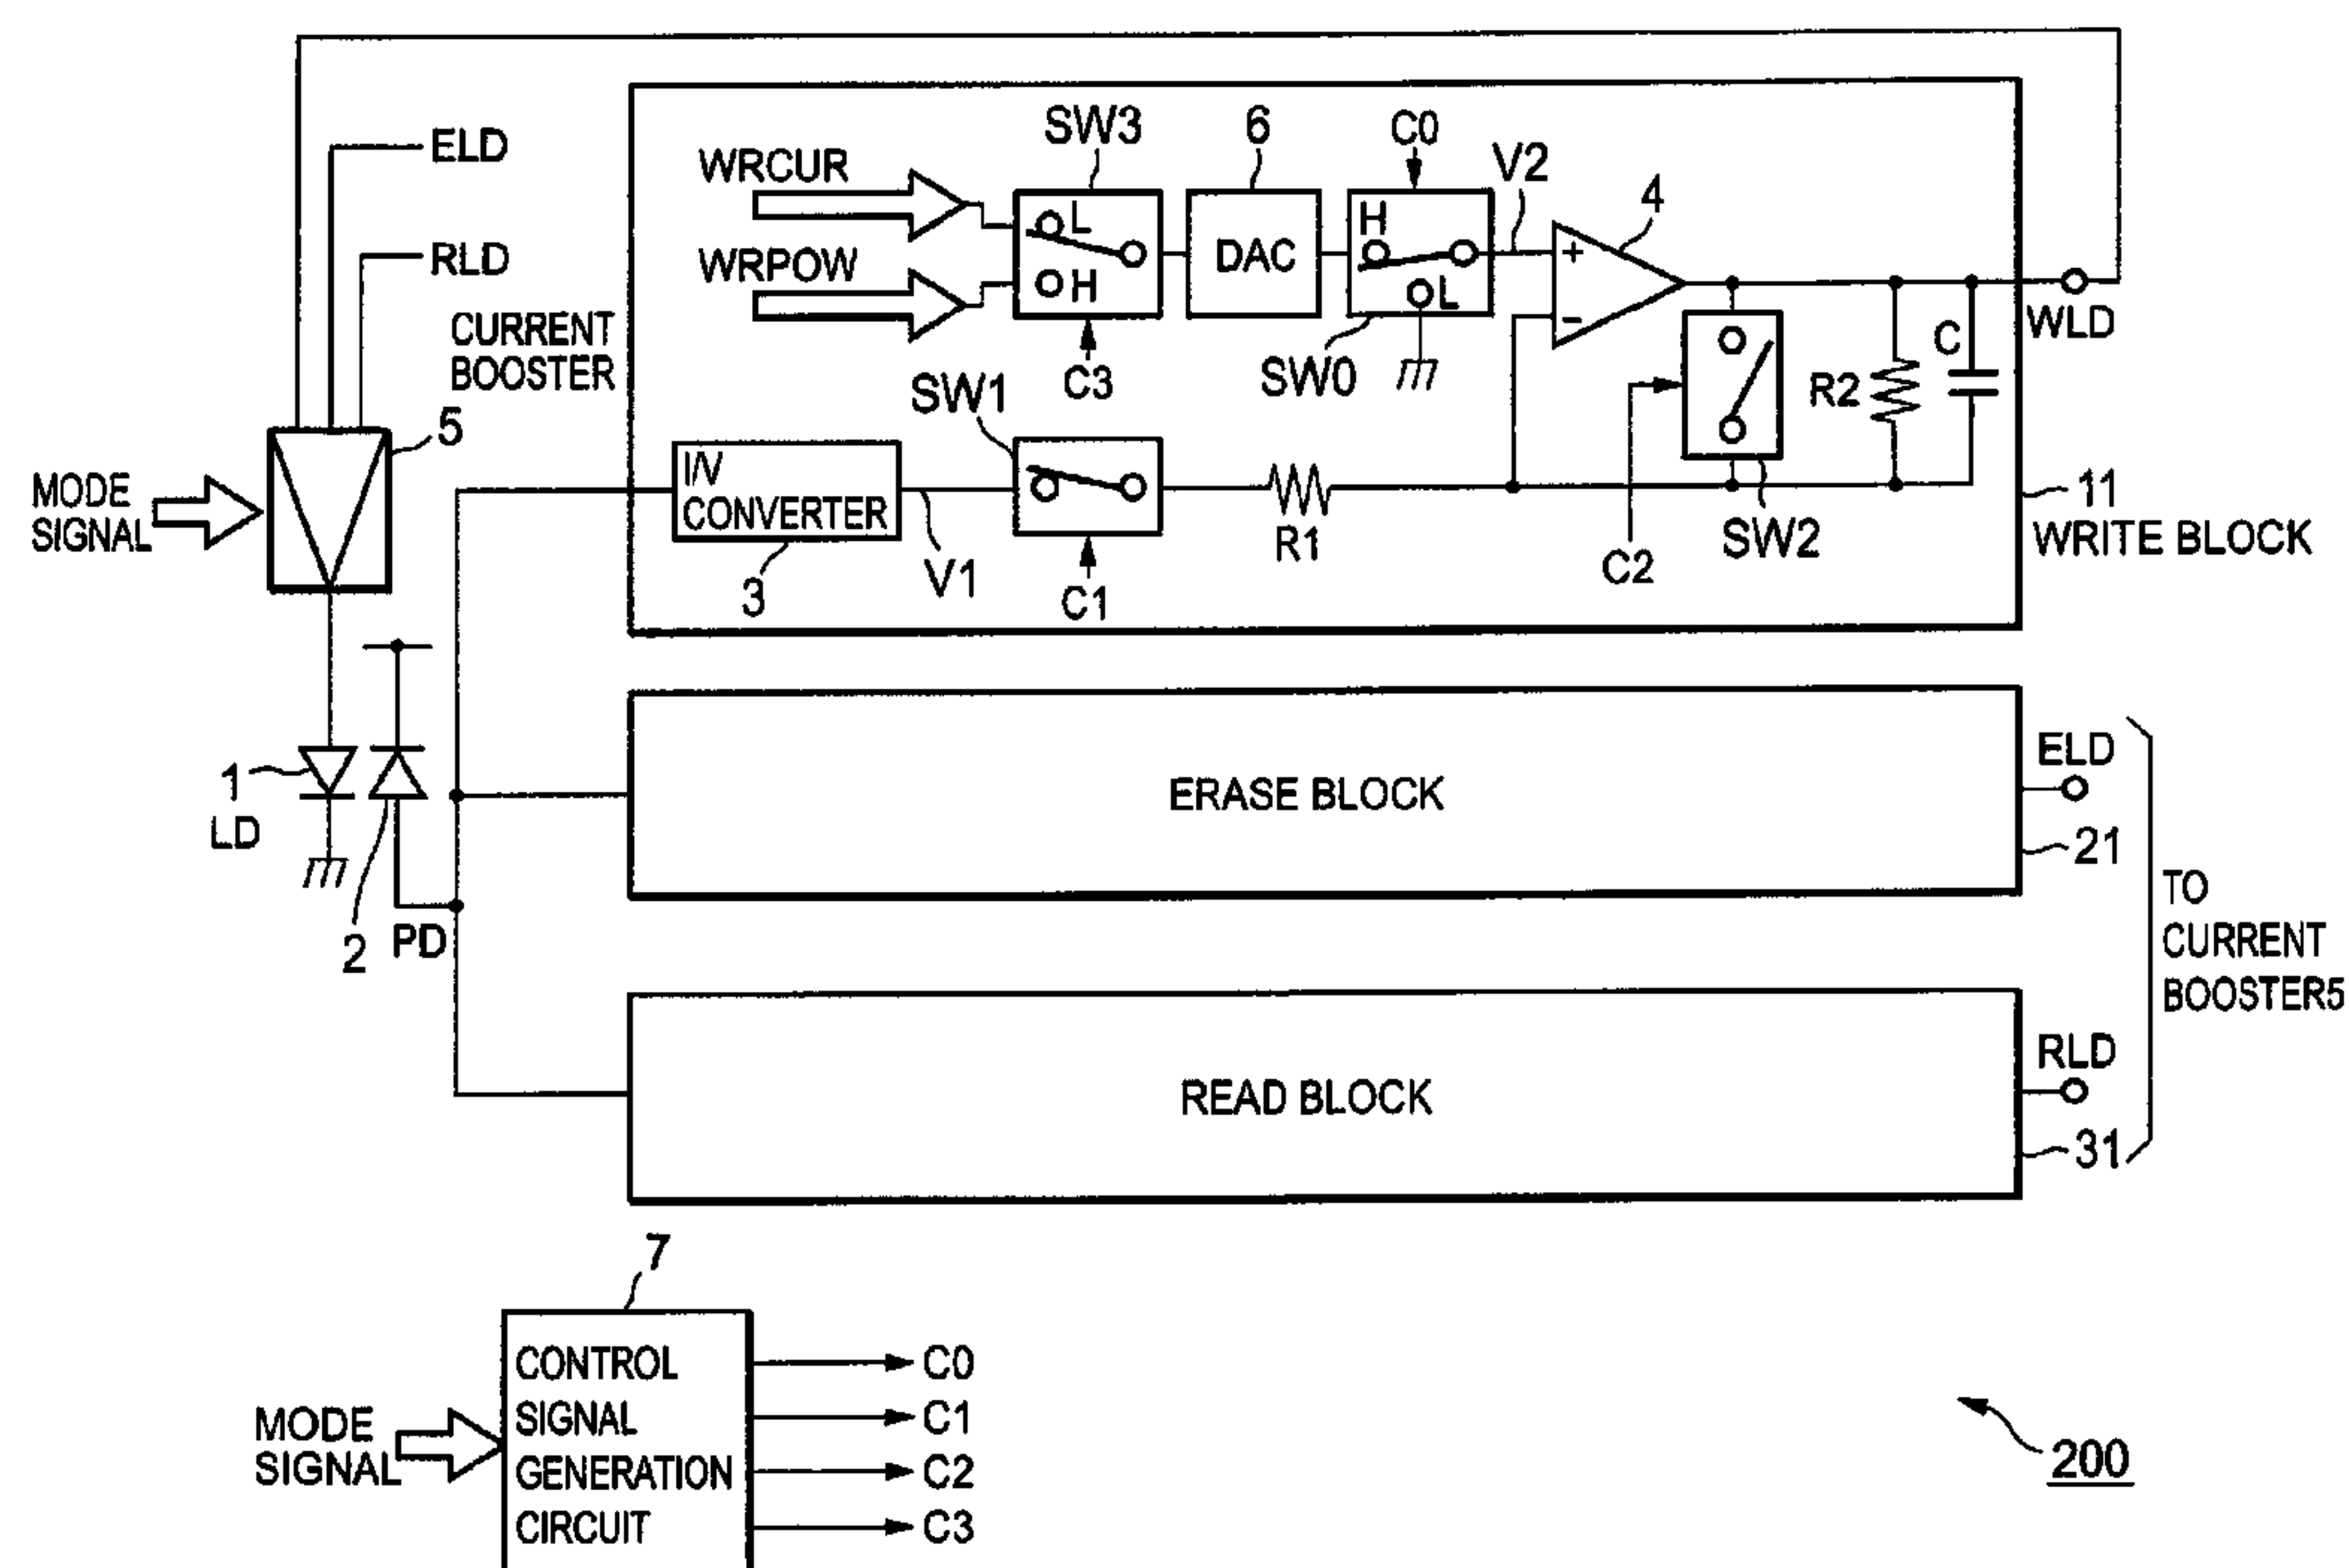 SW3
6
C0
V2
4
WRCUR
ELD
L
H
+
WRPOW
DAC
RLD
H
L
-
WLD
CURRENT
BOOSTER
C3
SW0
C
R2
SW1
5
I/V
CONVERTER
MODE
SIGNAL
R1
11
WRITE BLOCK
SW2
C2
3
V1
C1
ELD
1
LD
ERASE BLOCK
21
2
PD
TO
CURRENT
BOOSTER5
RLD
READ BLOCK
31
7
CONTROL
SIGNAL
GENERATION
CIRCUIT
C0
C1
C2
C3
MODE
SIGNAL
200